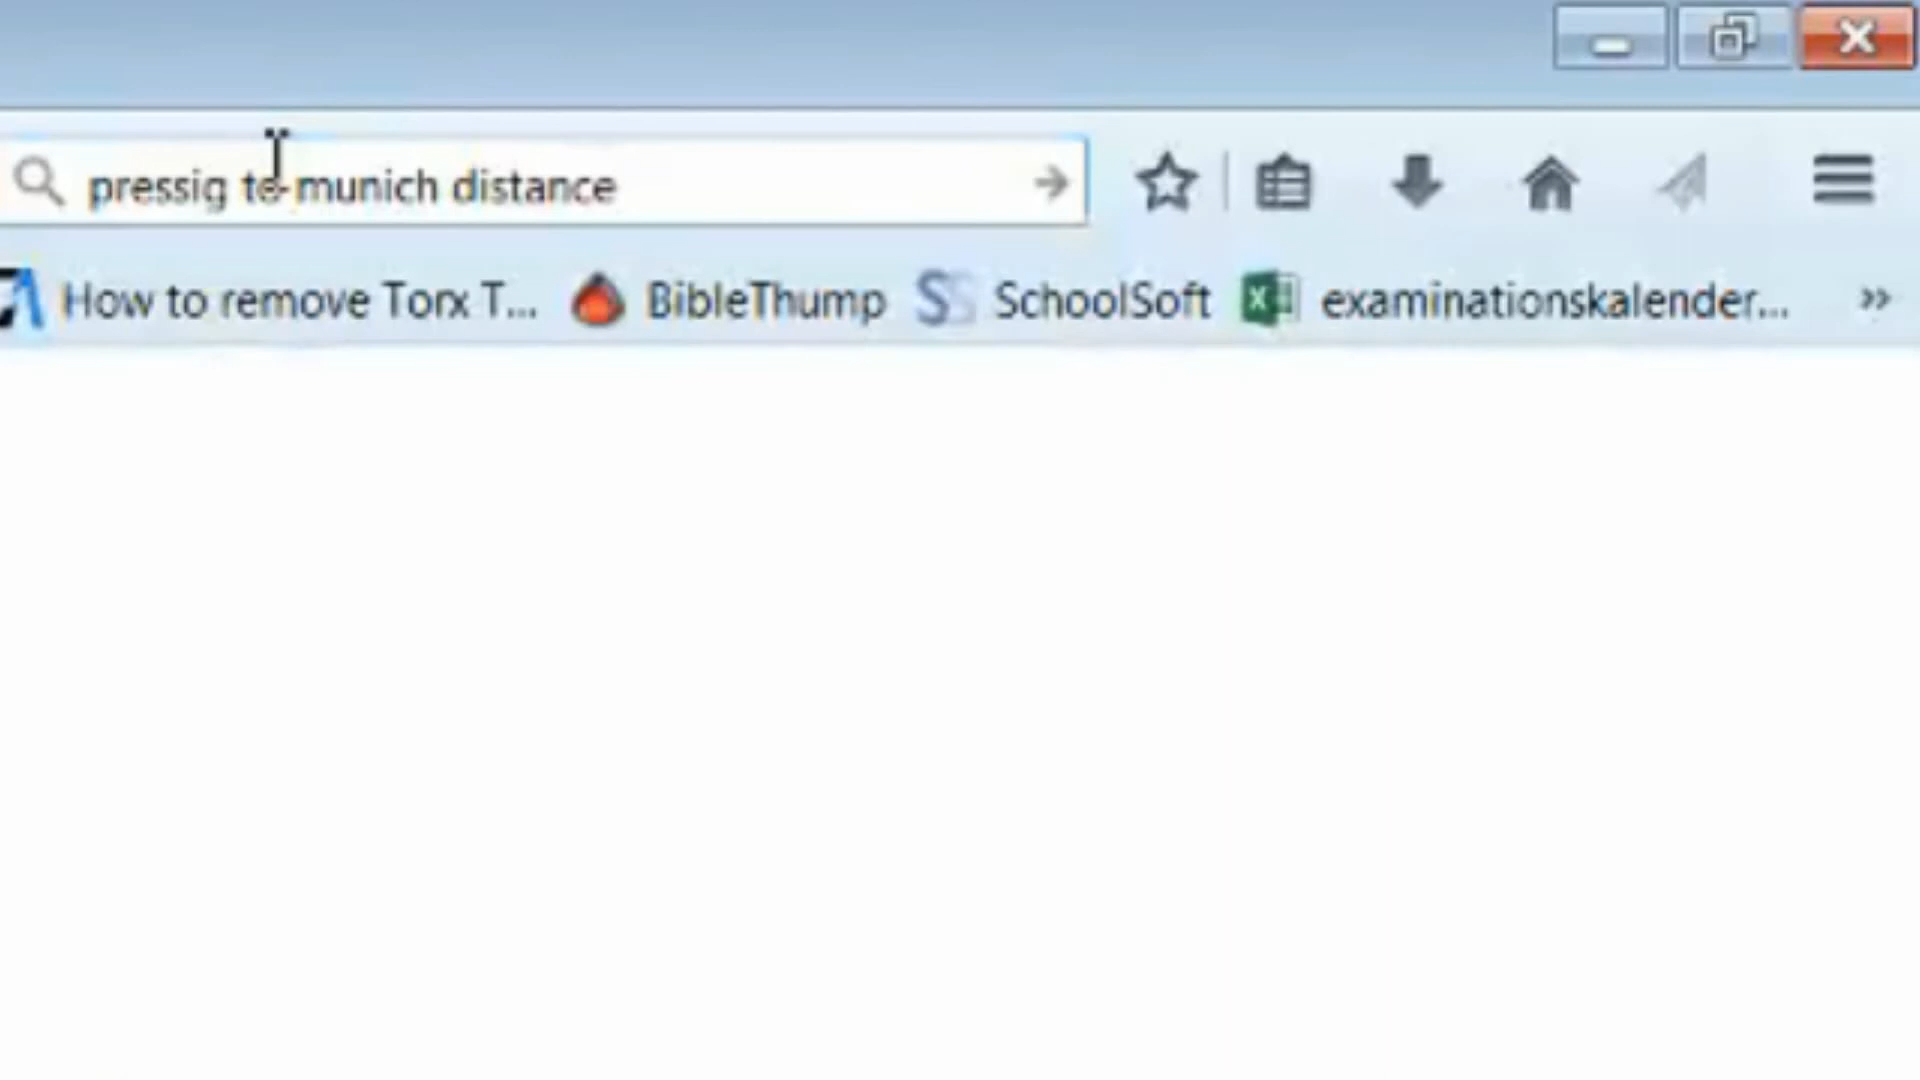 pressig to munich distance
How to remove Torx T... BibleThump SchoolSoft examinationskalender...